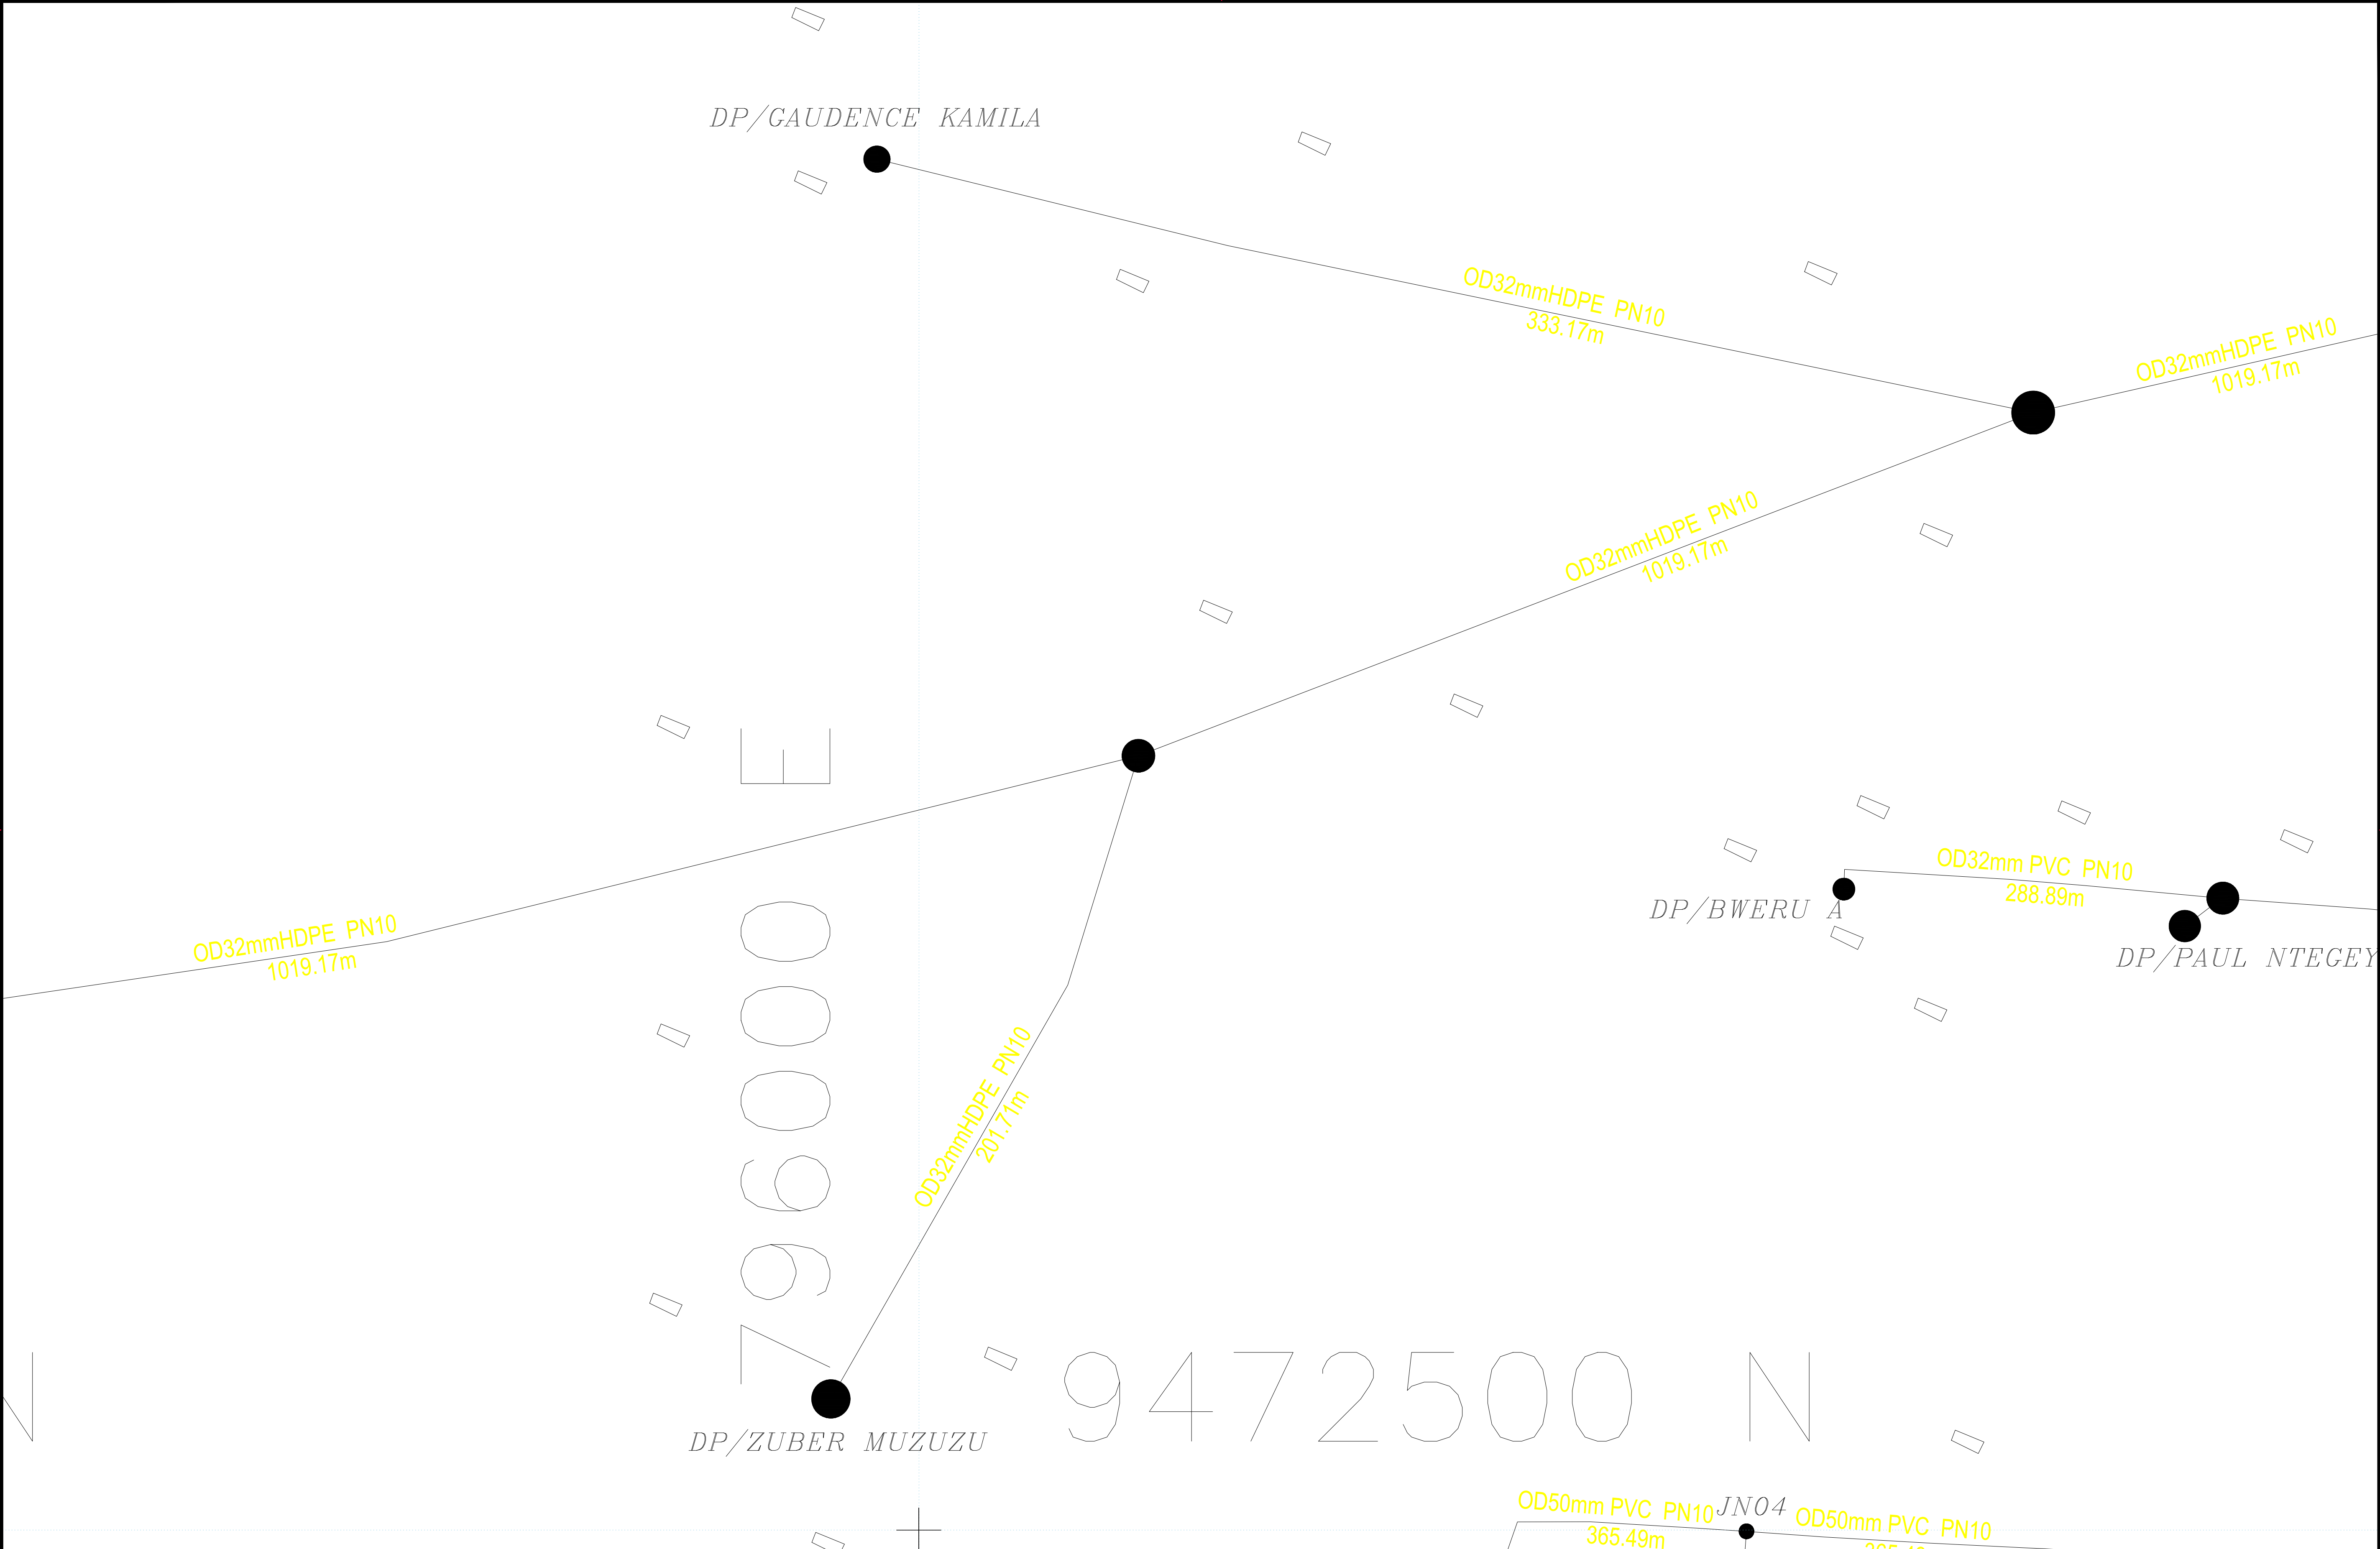 DP/GAUDENCE KAMILA
OD32mmHDPE PN10
333.17m
OD32mmHDPE PN10
1019.17m
OD32mmHDPE PN10
1019.17m
OD32mm PVC PN10
288.89m
DP/BWERU A
DP/PAUL NTEGEY
OD32mmHDPE PN10
1019.17m
796000 E
OD32mmHDPE PN10
201.71m
N
9472500 N
DP/ZUBER MUZUZU
OD50mm PVC PN10
365.49m
JN04
OD50mm PVC PN10